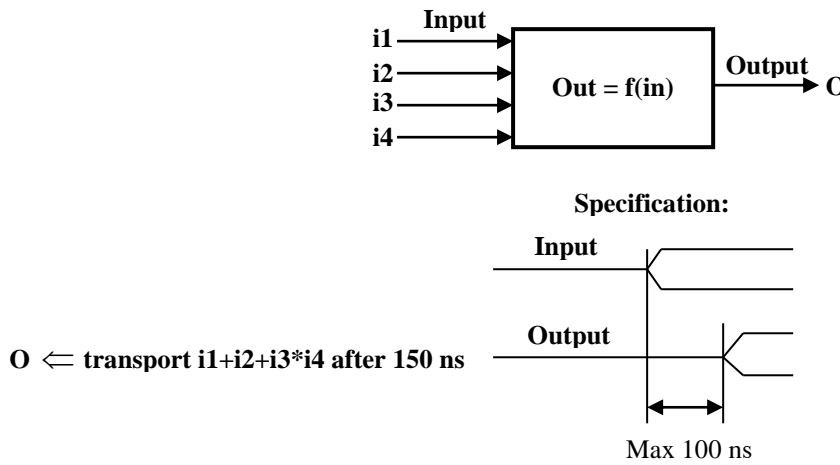 Input
i1
i2
i3
i4
Out = f(in)
Output
O
Specification:
Input
Output
O ⇐ transport i1+i2+i3*i4 after 150 ns
Max 100 ns